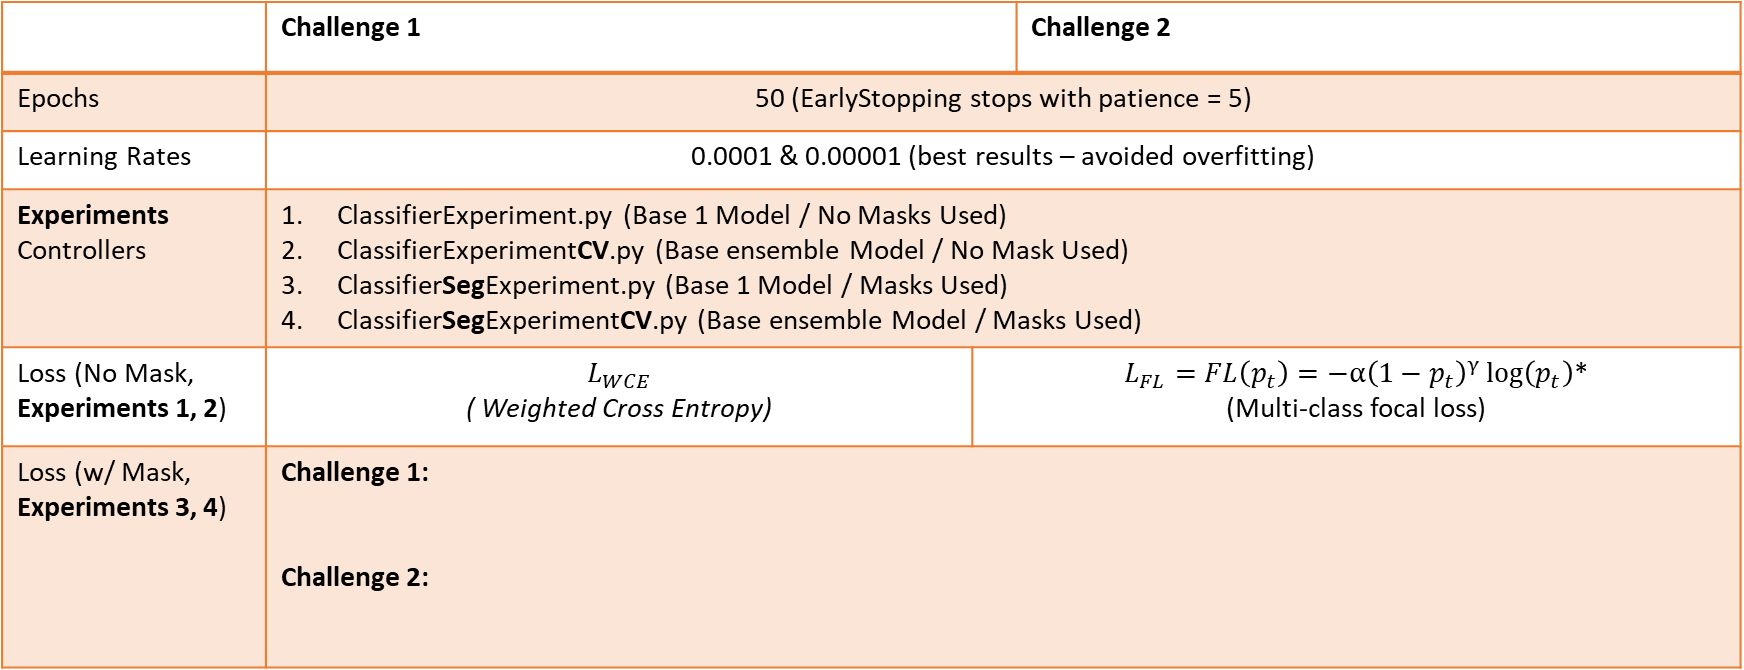 Challenge 1
Challenge 2
Epochs
50 (EarlyStopping stops with patience = 5)
Learning Rates
0.0001 & 0.00001 (best results – avoided overfitting)
Experiments
Controllers
1. ClassifierExperiment.py (Base 1 Model / No Masks Used)
2. ClassifierExperimentCV.py (Base ensemble Model / No Mask Used)
3. ClassifierSegExperiment.py (Base 1 Model / Masks Used)
4. ClassifierSegExperimentCV.py (Base ensemble Model / Masks Used)
Loss (No Mask,
Experiments 1, 2)
L_WCE
( Weighted Cross Entropy)
L_FL = FL(p_t) = −α(1 − p_t)^γ log(p_t)*
(Multi-class focal loss)
Loss (w/ Mask,
Experiments 3, 4)
Challenge 1:
Challenge 2: